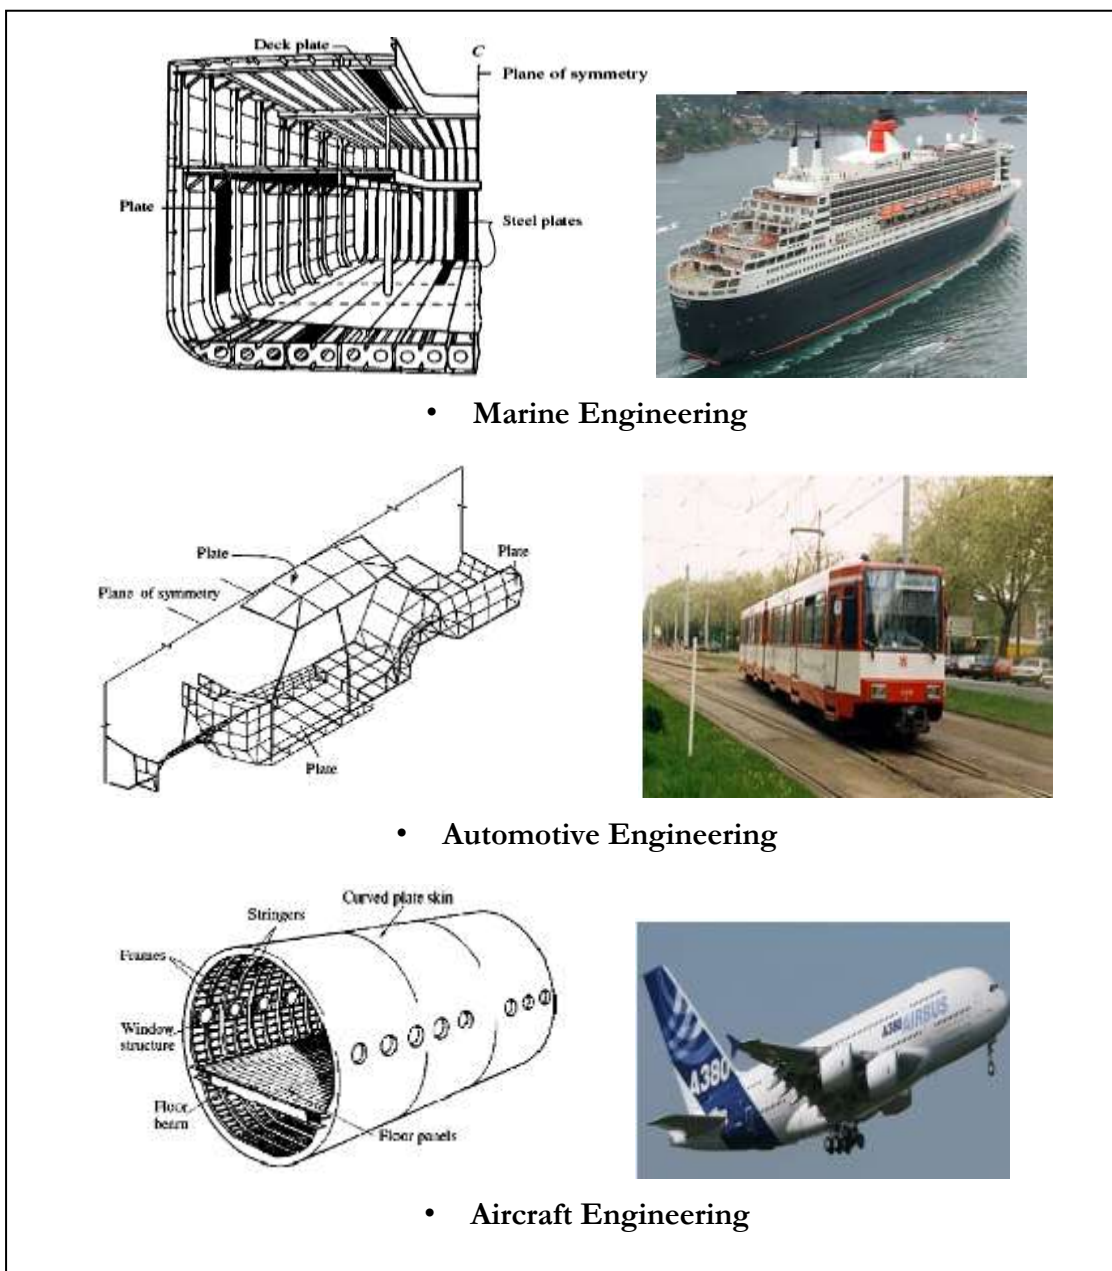 Deck plate
C
Plane of symmetry
Plate
Steel plates
• Marine Engineering
Plate
Plate
Plane of symmetry
Plate
• Automotive Engineering
Curved plate skin
Stringers
Frames
Window
structure
Floor
beam
Floor panels
A380 AIRBUS
A380
• Aircraft Engineering